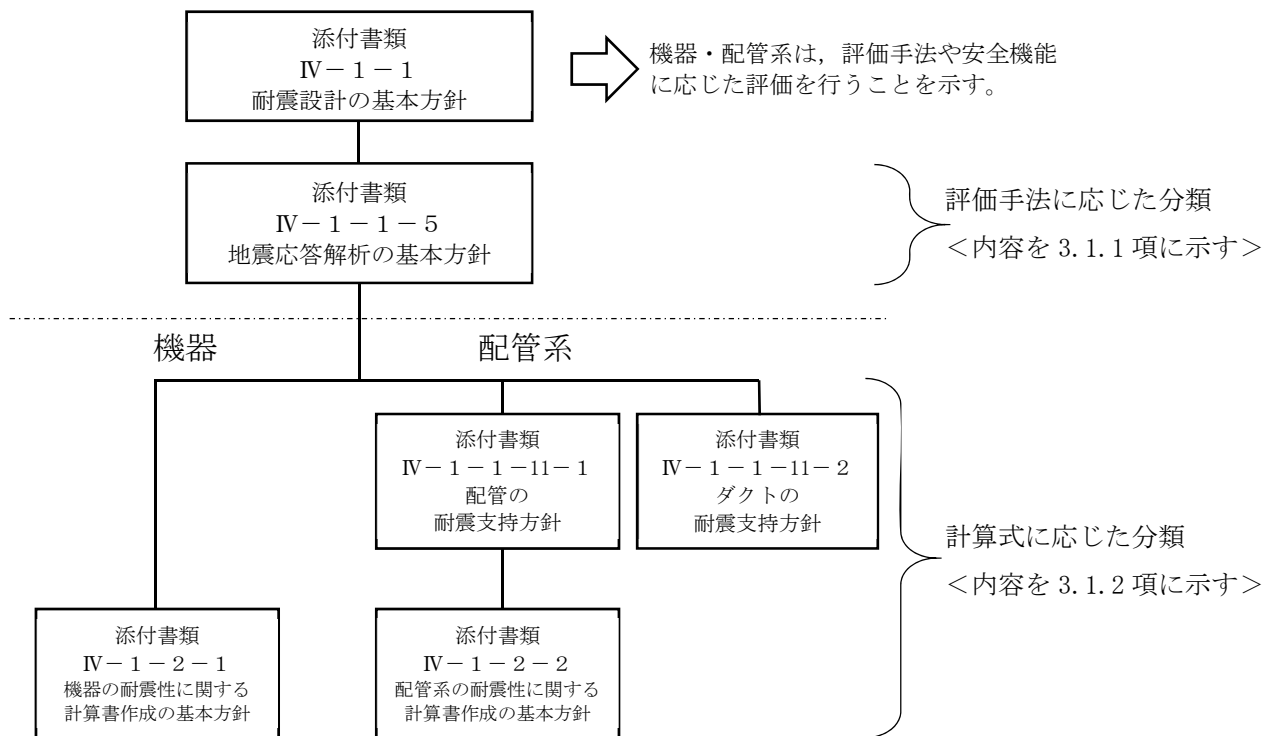 添付書類
Ⅳ－１－１
耐震設計の基本方針
機器・配管系は，評価手法や安全機能
に応じた評価を行うことを示す。
添付書類
Ⅳ－１－１－５
地震応答解析の基本方針
評価手法に応じた分類
＜内容を 3.1.1 項に示す＞
機器
配管系
添付書類
Ⅳ－１－１－11－１
配管の
耐震支持方針
添付書類
Ⅳ－１－１－11－２
ダクトの
耐震支持方針
計算式に応じた分類
＜内容を 3.1.2 項に示す＞
添付書類
Ⅳ－１－２－１
機器の耐震性に関する
計算書作成の基本方針
添付書類
Ⅳ－１－２－２
配管系の耐震性に関する
計算書作成の基本方針